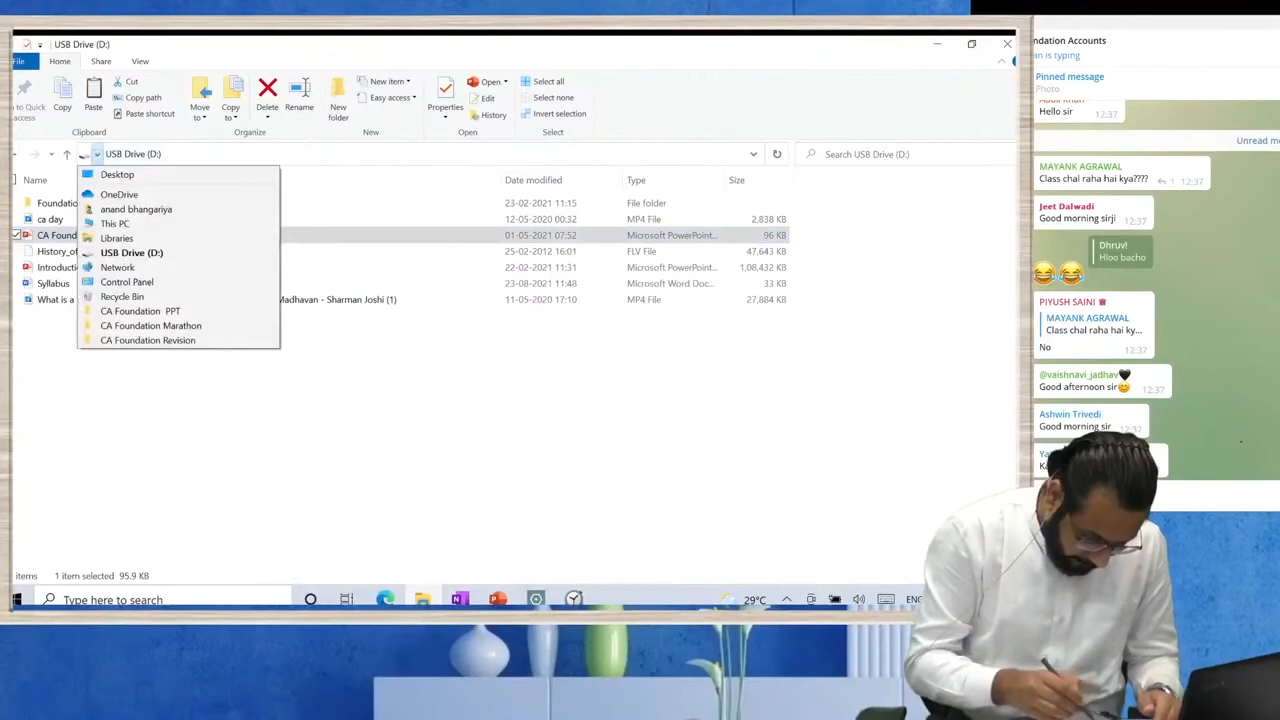 USB Drive (D:)
File Home Share View
to Quick access
Copy
Paste
Cut
Copy path
Paste shortcut
Clipboard
Move to
Copy to
Delete
Rename
Organize
New folder
New item
Easy access
New
Properties
Open
Edit
History
Open
Select all
Select none
Invert selection
Select
USB Drive (D:)
Search USB Drive (D:)
Name Date modified Type Size
Desktop
OneDrive
anand bhangariya
This PC
Libraries
USB Drive (D:)
Network
Control Panel
Recycle Bin
CA Foundation PPT
CA Foundation Marathon
CA Foundation Revision
Foundatio 23-02-2021 11:15 File folder
ca day 12-05-2020 00:32 MP4 File 2,838 KB
CA Found 01-05-2021 07:52 Microsoft PowerPoint... 96 KB
History_of 25-02-2012 16:01 FLV File 47,643 KB
Introducti 22-02-2021 11:31 Microsoft PowerPoint... 1,08,432 KB
Syllabus 23-08-2021 11:48 Microsoft Word Doc... 33 KB
What is a Madhavan - Sharman Joshi (1) 11-05-2020 17:10 MP4 File 27,884 KB
items 1 item selected 95.9 KB
Type here to search
29°C
ENG
ndation Accounts
an is typing
Pinned message
Photo
Hello sir
12:37
Unread me
MAYANK AGRAWAL
Class chal raha hai kya????
1 12:37
Jeet Dalwadi
Good morning sirji
12:37
Dhruv!
Hloo bacho
😂😂
PIYUSH SAINI
MAYANK AGRAWAL
Class chal raha hai ky...
No
12:37
@vaishnavi_jadhav🖤
Good afternoon sir😊
12:37
Ashwin Trivedi
Good morning sir
12:37